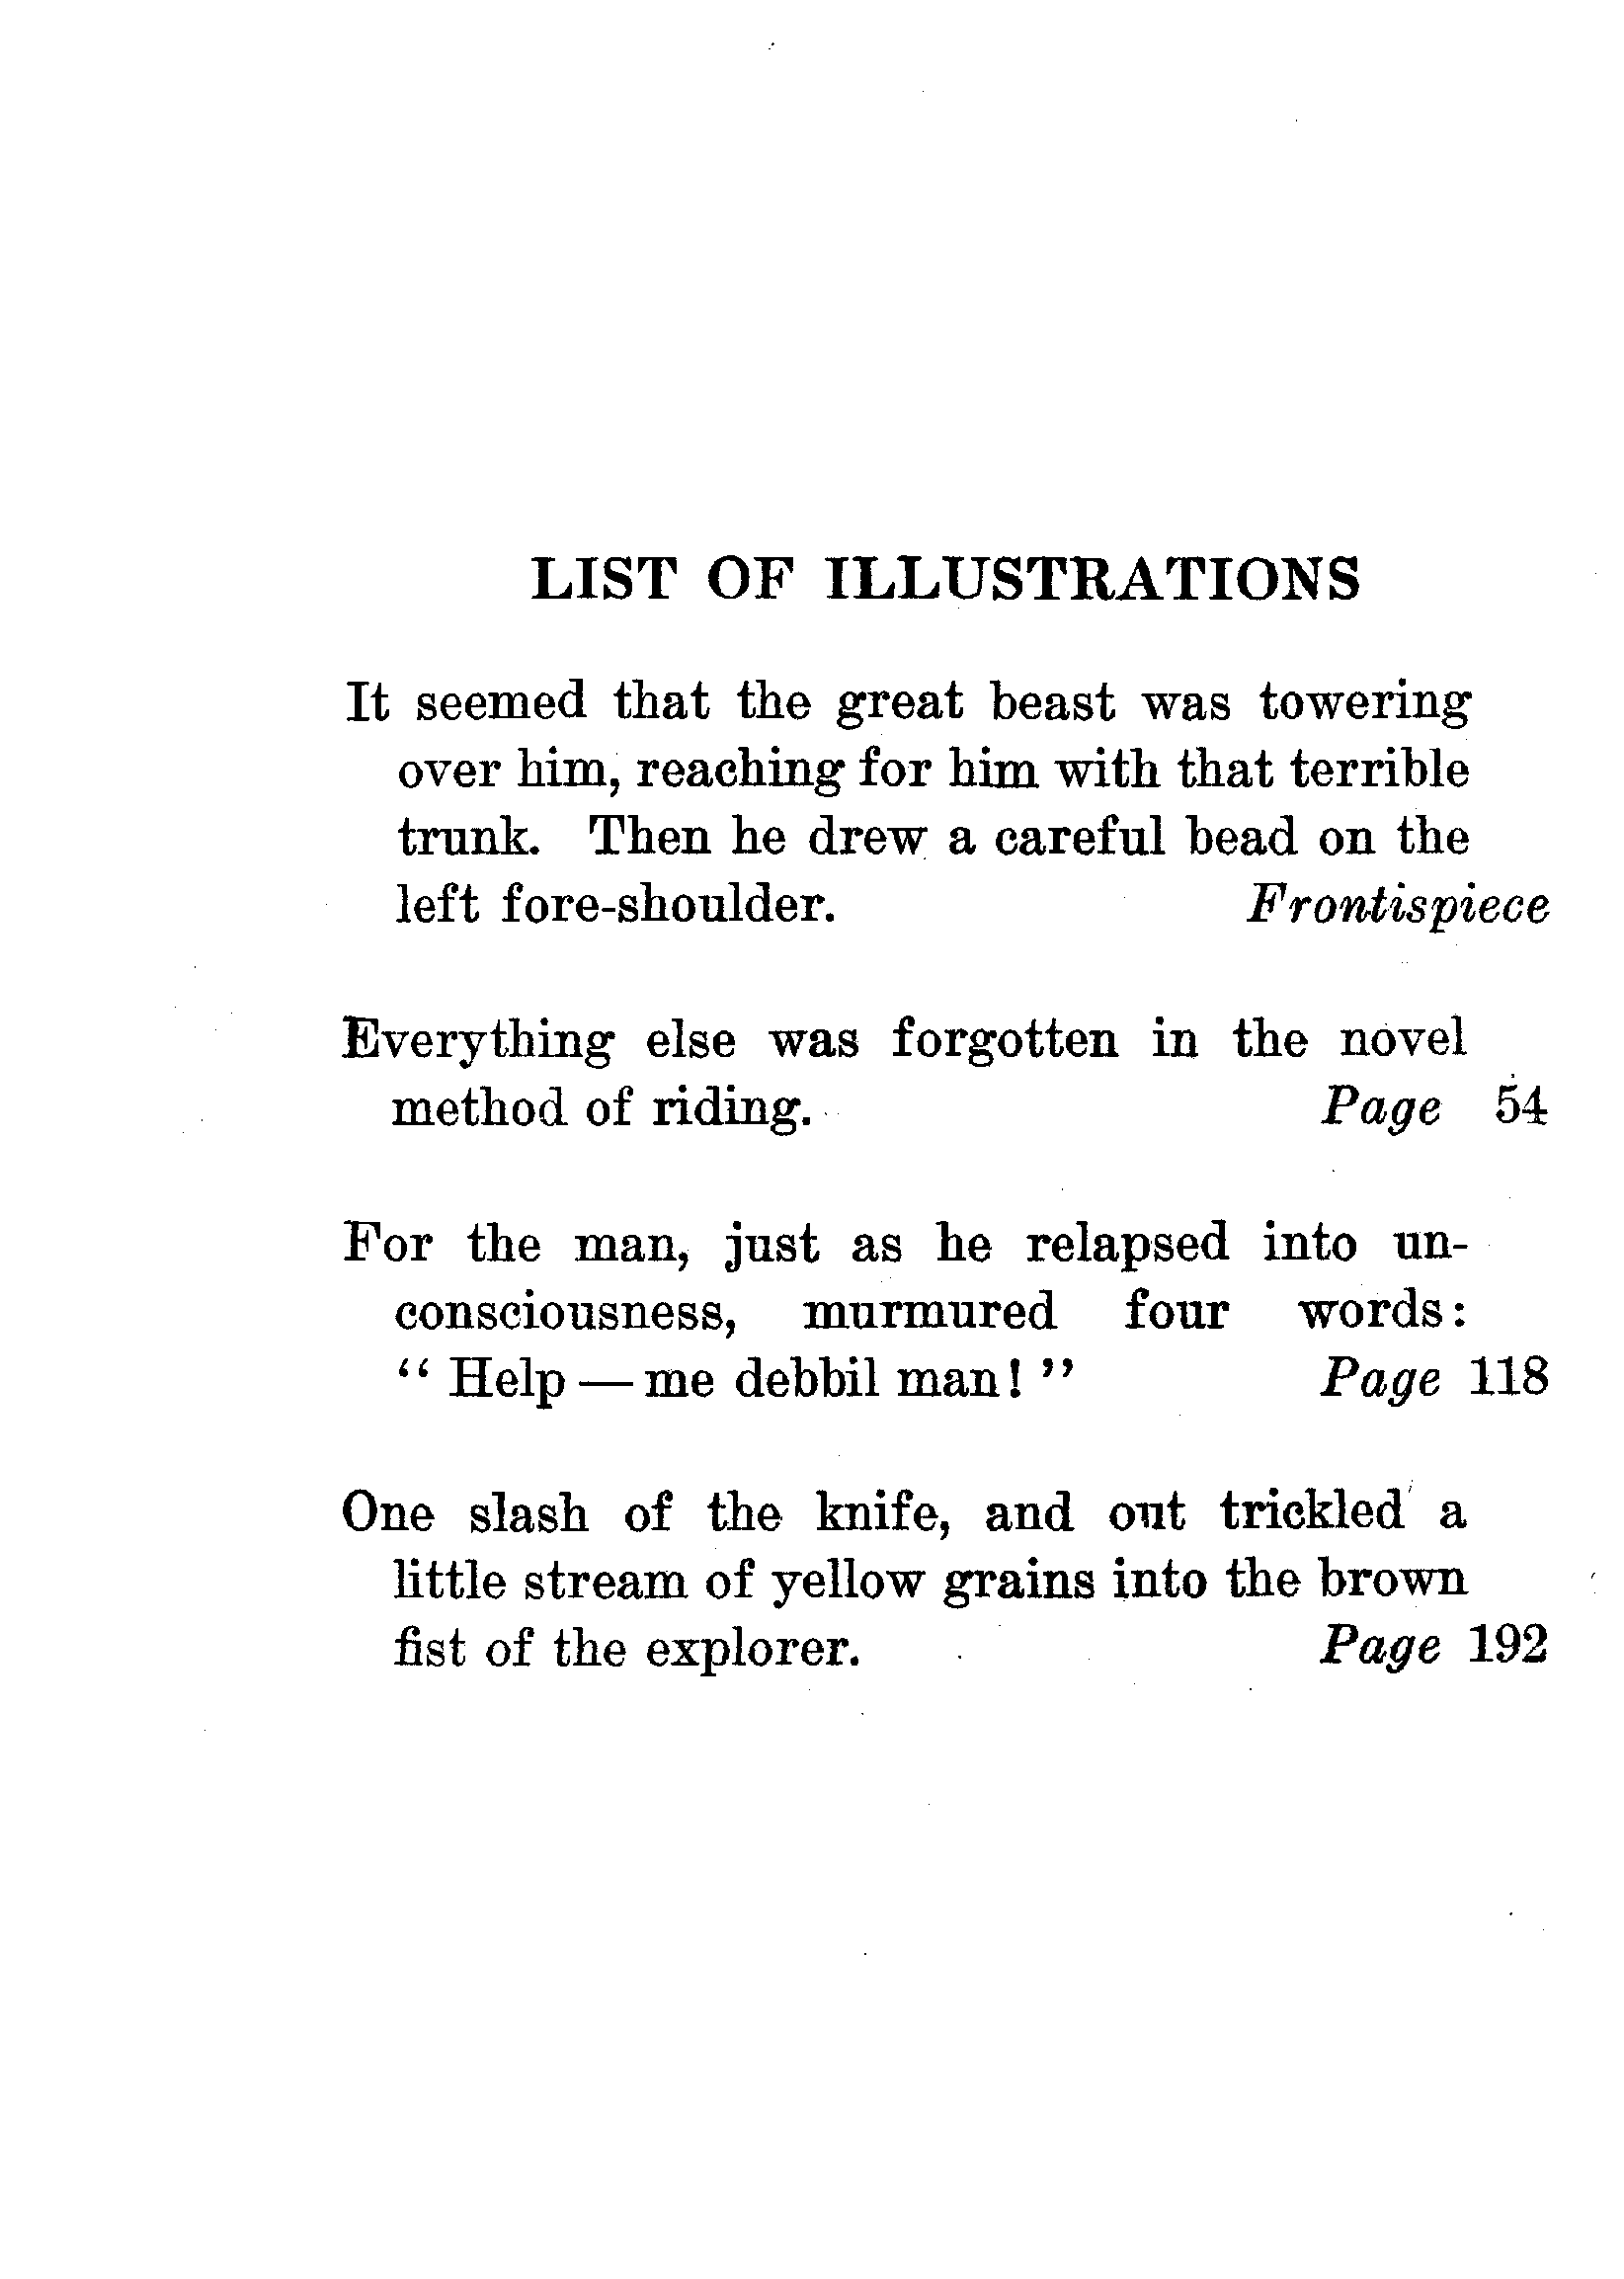 LIST OF ILLUSTRATIONS
It seemed that the great beast was towering
over him, reaching for him with that terrible
trunk. Then he drew a careful bead on the
left fore-shoulder. Frontispiece
Everything else was forgotten in the novel
method of riding. Page 54
For the man, just as he relapsed into un-
consciousness, murmured four words:
“Help — me debbil man!” Page 118
One slash of the knife, and out trickled a
little stream of yellow grains into the brown
fist of the explorer. Page 192